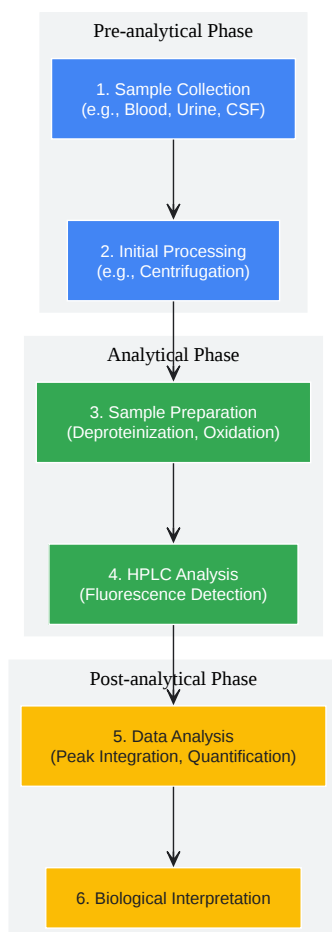 Pre-analytical Phase
1. Sample Collection
(e.g., Blood, Urine, CSF)
2. Initial Processing
(e.g., Centrifugation)
Analytical Phase
3. Sample Preparation
(Deproteinization, Oxidation)
4. HPLC Analysis
(Fluorescence Detection)
Post-analytical Phase
5. Data Analysis
(Peak Integration, Quantification)
6. Biological Interpretation